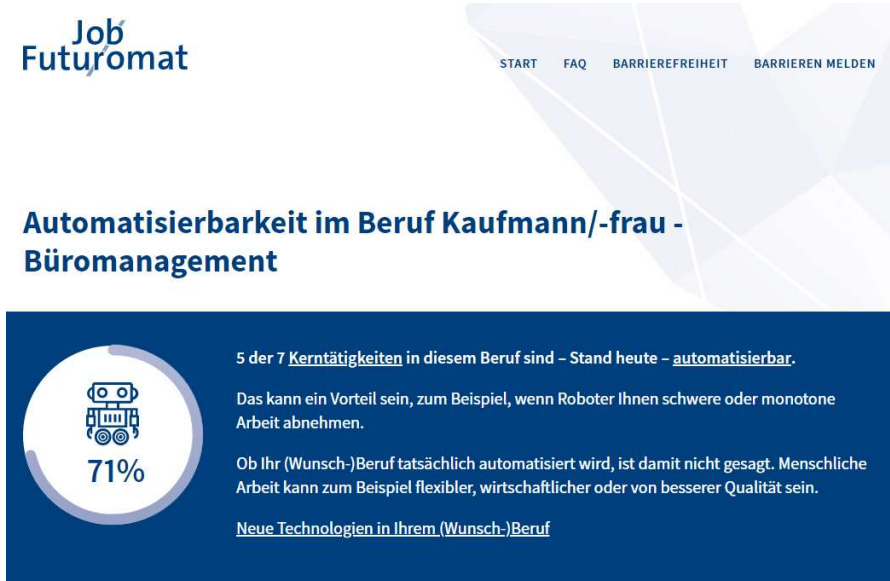 Job
Futuromat
START FAQ BARRIEREFREIHEIT BARRIEREN MELDEN
Automatisierbarkeit im Beruf Kaufmann/-frau -
Büromanagement
5 der 7 Kerntätigkeiten in diesem Beruf sind – Stand heute – automatisierbar.
Das kann ein Vorteil sein, zum Beispiel, wenn Roboter Ihnen schwere oder monotone
Arbeit abnehmen.
71%
Ob Ihr (Wunsch-)Beruf tatsächlich automatisiert wird, ist damit nicht gesagt. Menschliche
Arbeit kann zum Beispiel flexibler, wirtschaftlicher oder von besserer Qualität sein.
Neue Technologien in Ihrem (Wunsch-)Beruf